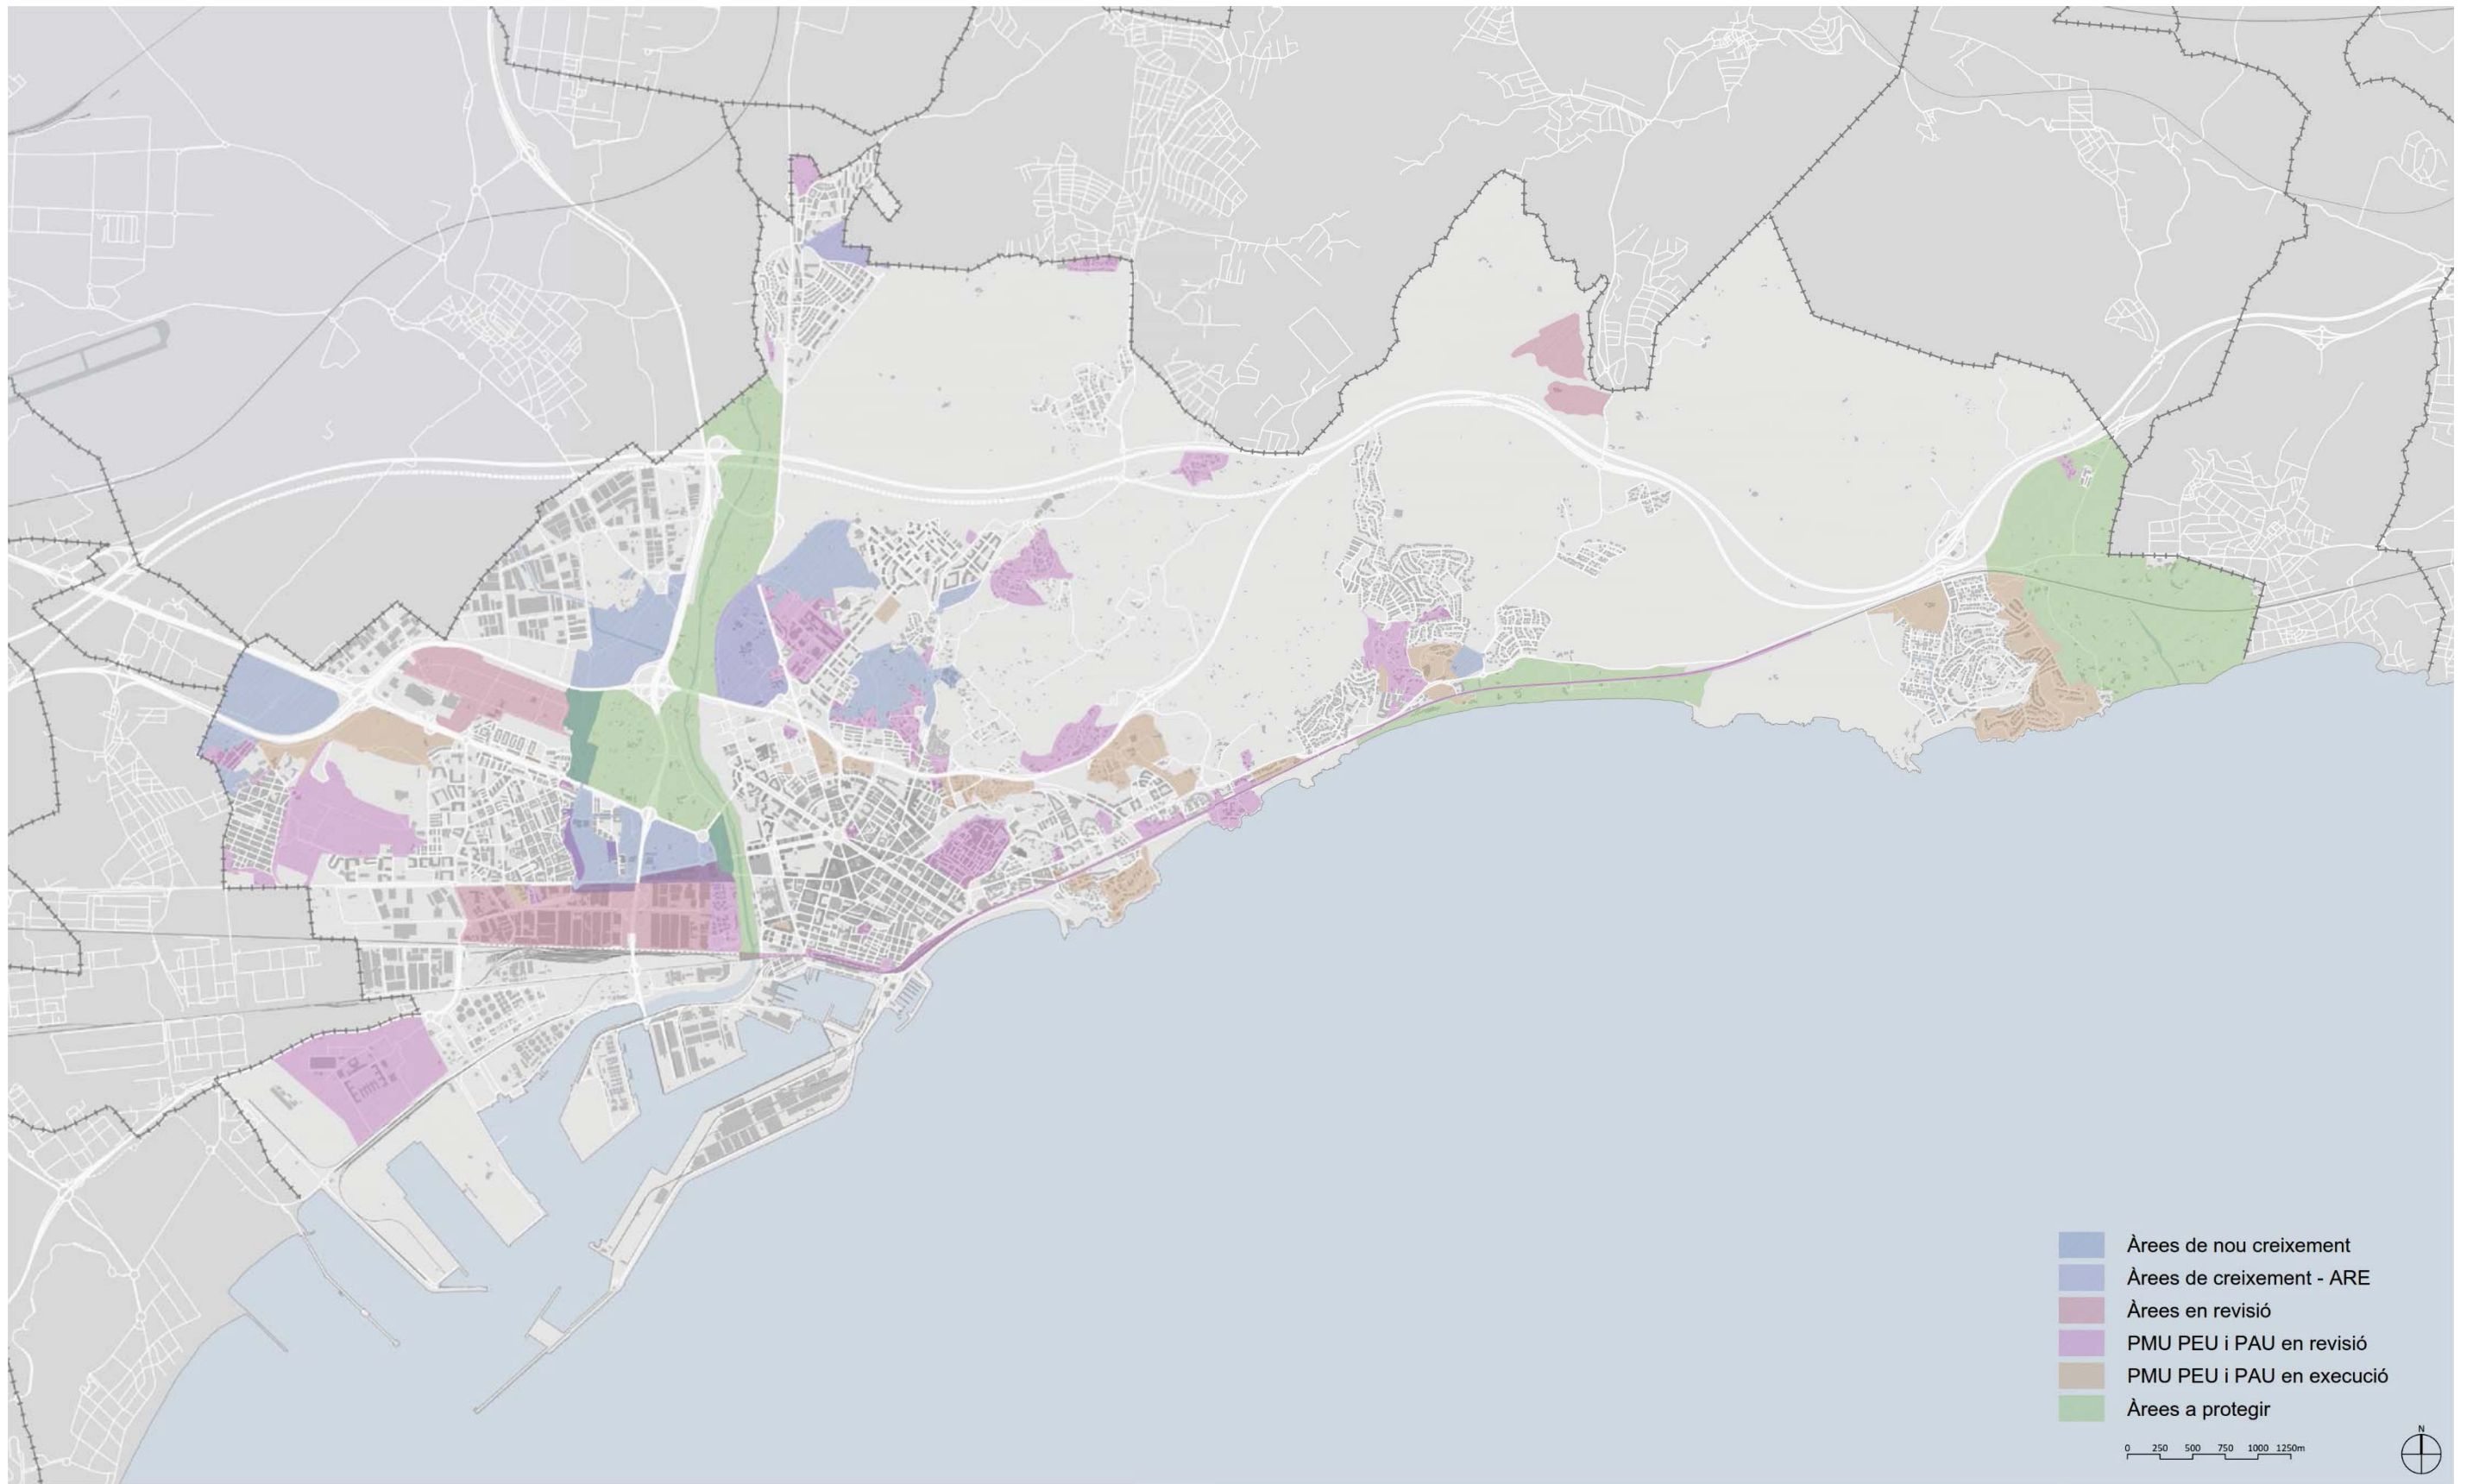 Àrees de nou creixement
Àrees de creixement - ARE
Àrees en revisió
PMU PEU i PAU en revisió
PMU PEU i PAU en execució
Àrees a protegir
0 250 500 750 1000 1250m
N